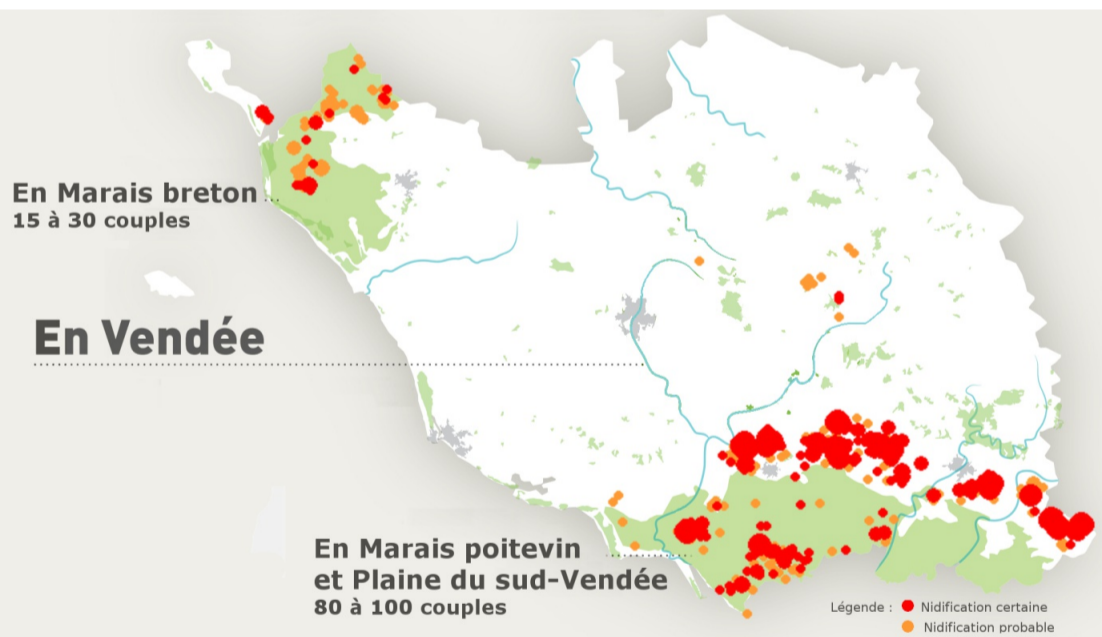 En Marais breton
15 à 30 couples
En Vendée
En Marais poitevin
et Plaine du sud-Vendée
80 à 100 couples
Légende : Nidification certaine
Nidification probable